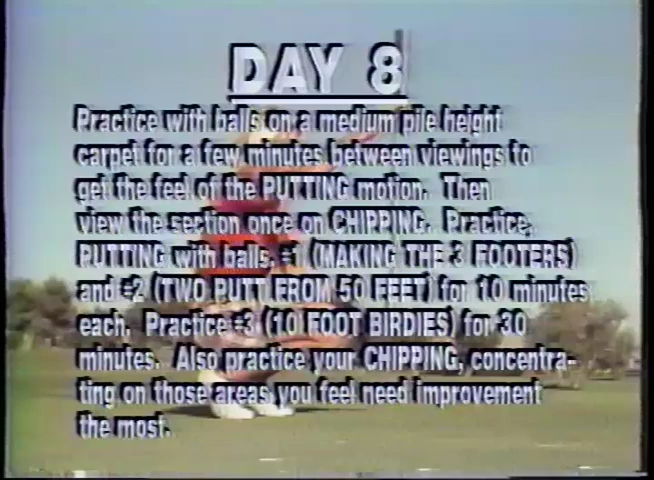 DAY 8
Practice with balls on a medium pile height
carpet for a few minutes between viewings to
get the feel of the PUTTING motion. Then
view the section once on CHIPPING. Practice,
PUTTING with balls, #1 (MAKING THE 3 FOOTERS)
and #2 (TWO PUTT FROM 50 FEET) for 10 minutes
each. Practice #3 (10 FOOT BIRDIES) for 30
minutes. Also practice your CHIPPING, concentra-
ting on those areas you feel need improvement
the most.